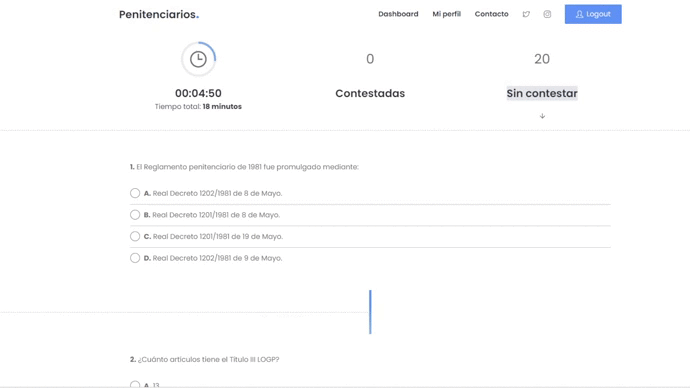 Penitenciarios.
Dashboard Mi perfil Contacto Logout
0 20
00:04:50 Contestadas Sin contestar
Tiempo total: 18 minutos
1. El Reglamento penitenciario de 1981 fue promulgado mediante:
A. Real Decreto 1202/1981 de 8 de Mayo.
B. Real Decreto 1201/1981 de 8 de Mayo.
C. Real Decreto 1201/1981 de 19 de Mayo.
D. Real Decreto 1202/1981 de 9 de Mayo.
2. ¿Cuánto artículos tiene el Título III LOGP?
A. 13